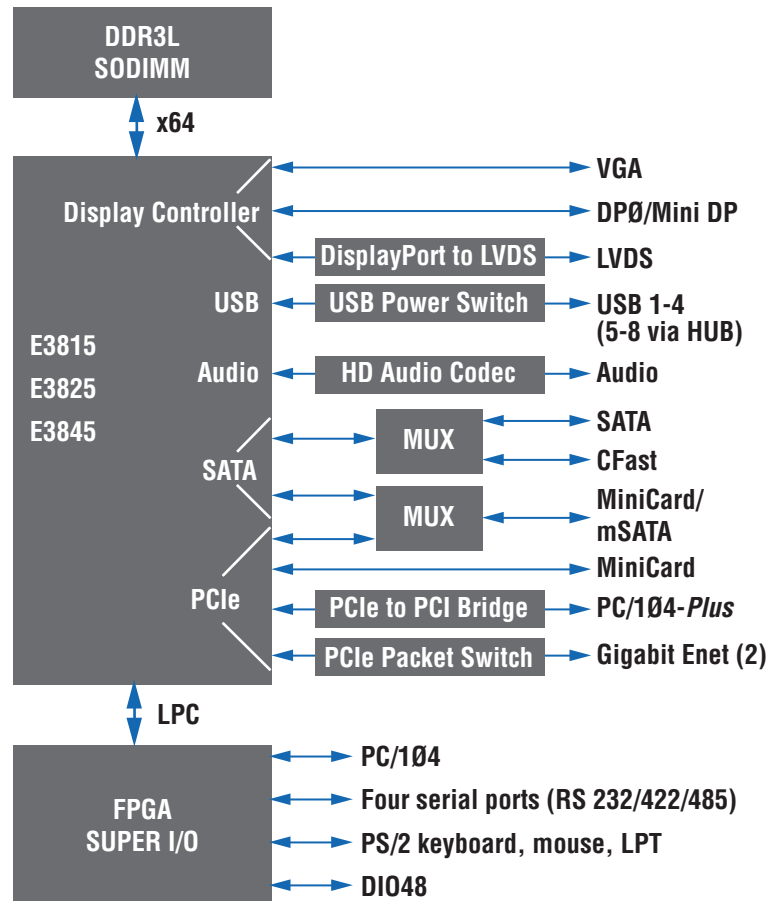 DDR3L
SODIMM
x64
Display Controller
VGA
DPØ/Mini DP
DisplayPort to LVDS
LVDS
USB
USB Power Switch
USB 1-4
(5-8 via HUB)
E3815
E3825
E3845
Audio
HD Audio Codec
Audio
SATA
MUX
SATA
CFast
MUX
MiniCard/
mSATA
PCIe
MiniCard
PCIe to PCI Bridge
PC/1Ø4-Plus
PCIe Packet Switch
Gigabit Enet (2)
LPC
FPGA
SUPER I/O
PC/1Ø4
Four serial ports (RS 232/422/485)
PS/2 keyboard, mouse, LPT
DIO48